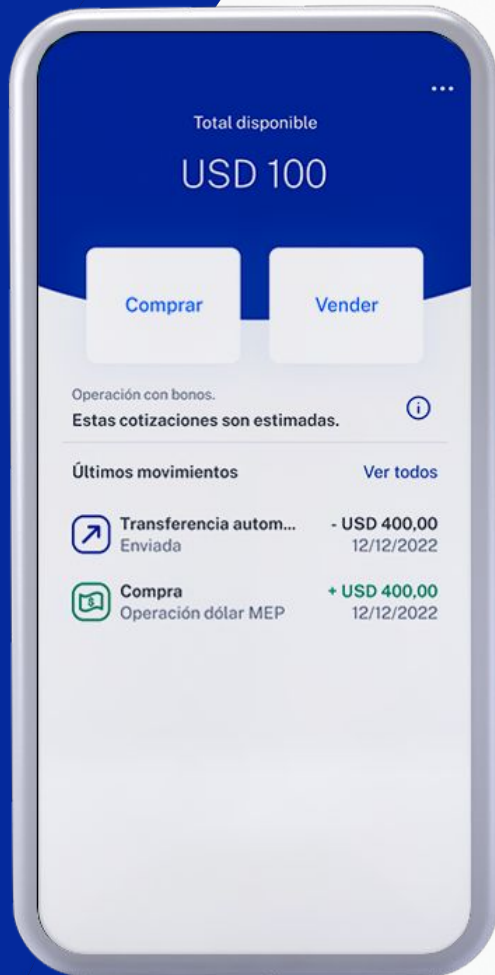 Total disponible
USD 100
Comprar
Vender
Operación con bonos.
Estas cotizaciones son estimadas.
Últimos movimientos
Ver todos
Transferencia autom...
- USD 400,00
Enviada
12/12/2022
Compra
+ USD 400,00
Operación dólar MEP
12/12/2022